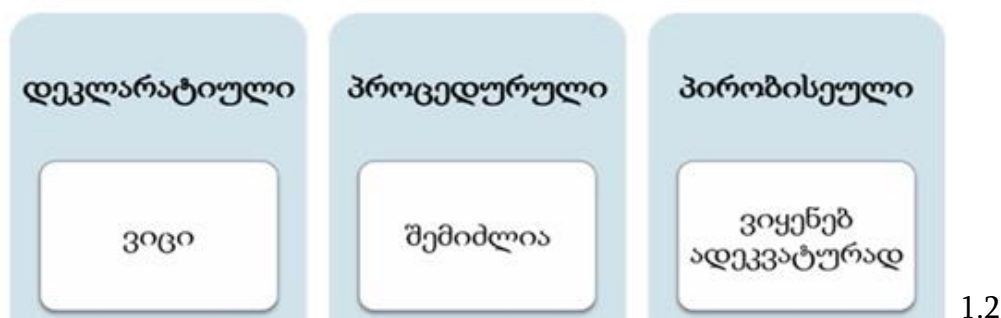 დეკლარატიული
პროცედურული
პირობისეული
ვიცი
შემიძლია
ვიყენებ
ადეკვატურად
1.2